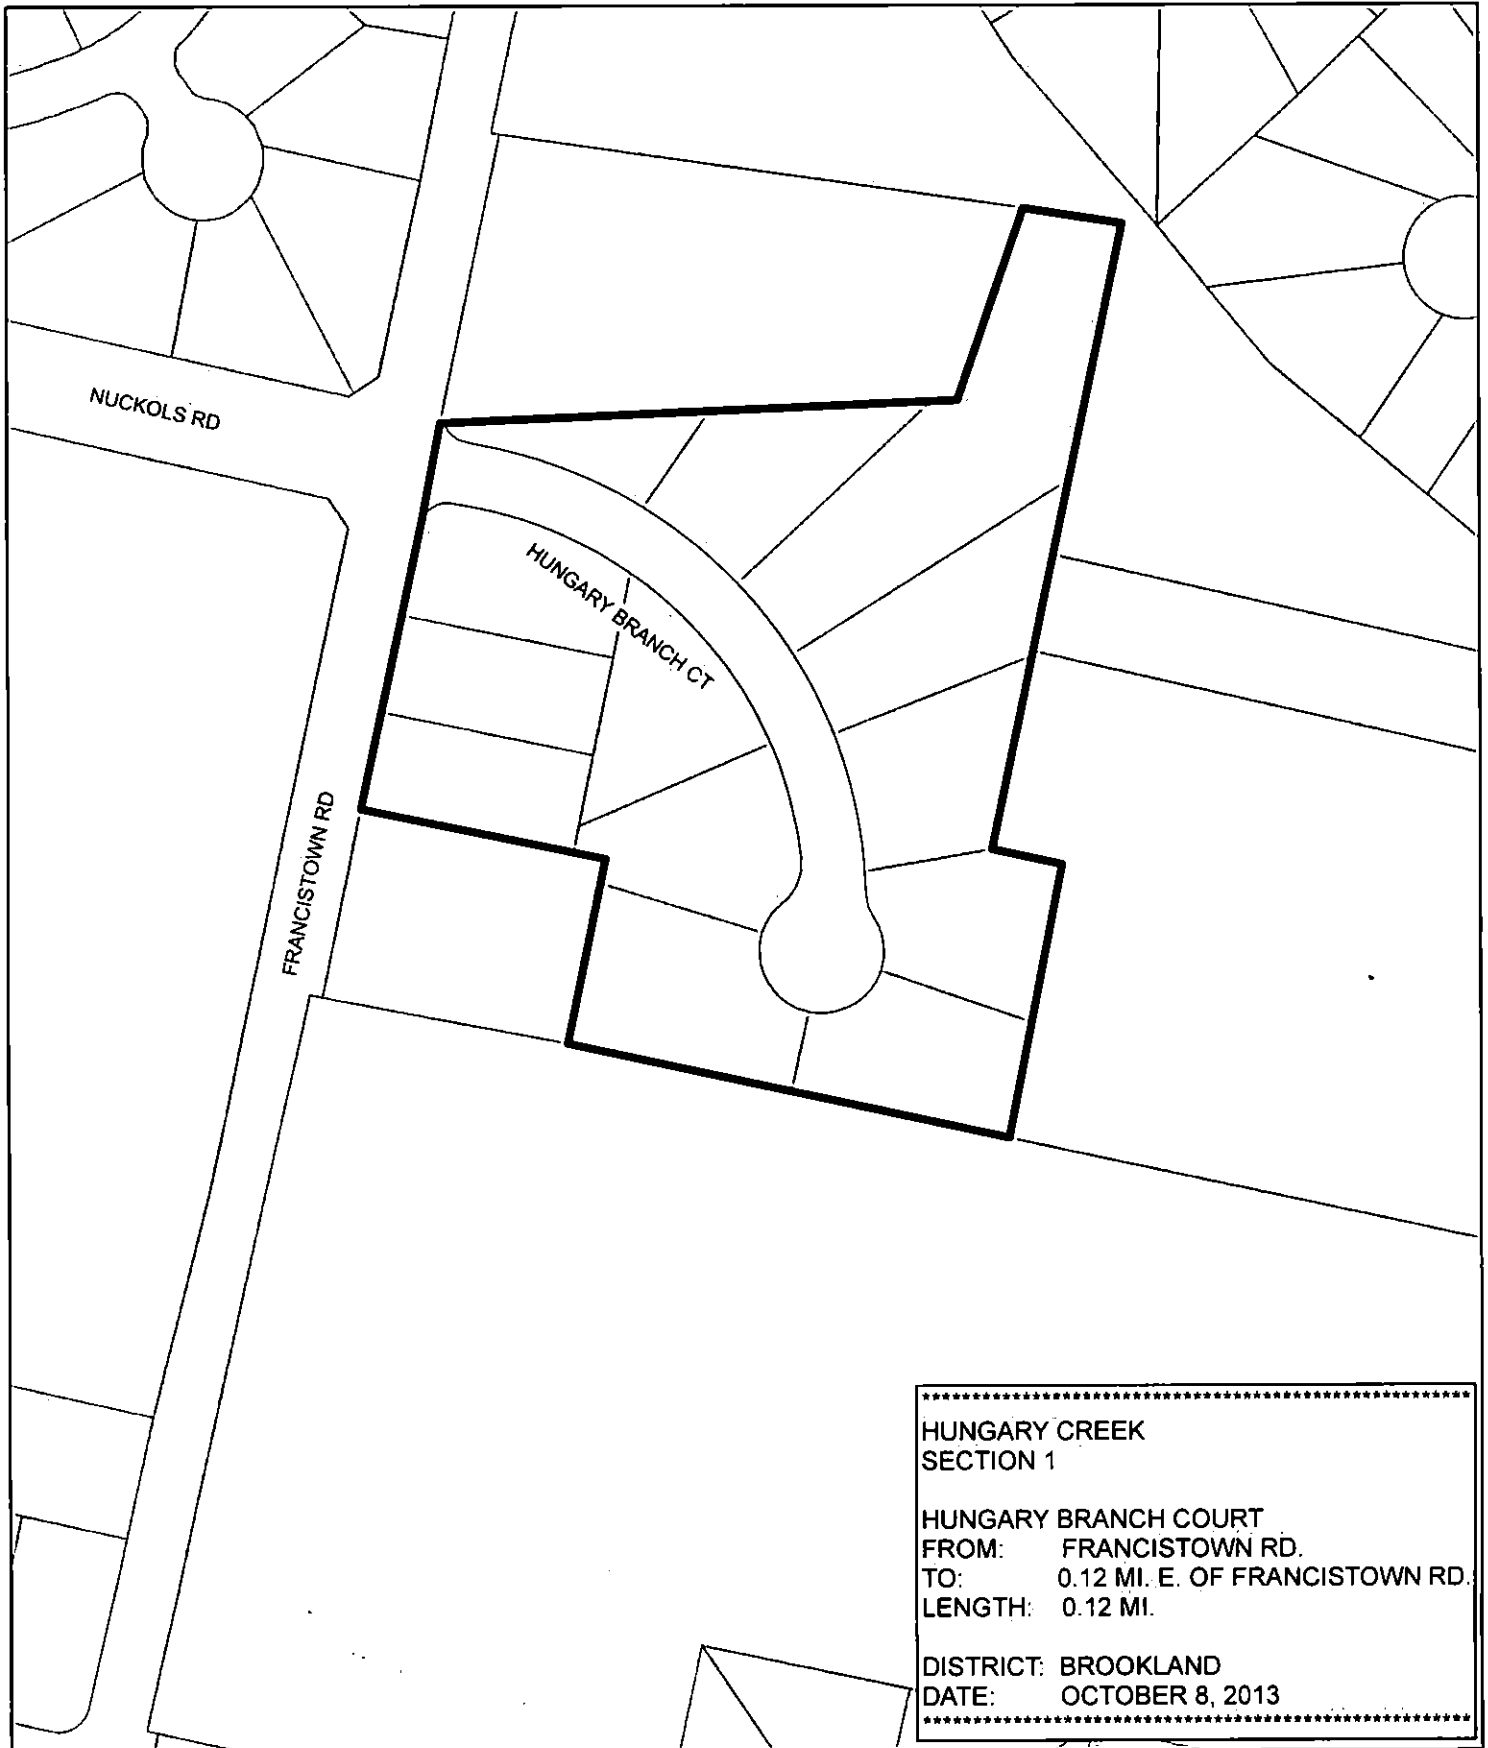 NUCKOLS RD
HUNGARY BRANCH CT
FRANCISTOWN RD
************************************************************
HUNGARY CREEK
SECTION 1
HUNGARY BRANCH COURT
FROM: FRANCISTOWN RD.
TO: 0.12 MI. E. OF FRANCISTOWN RD.
LENGTH: 0.12 MI.
DISTRICT: BROOKLAND
DATE: OCTOBER 8, 2013
************************************************************